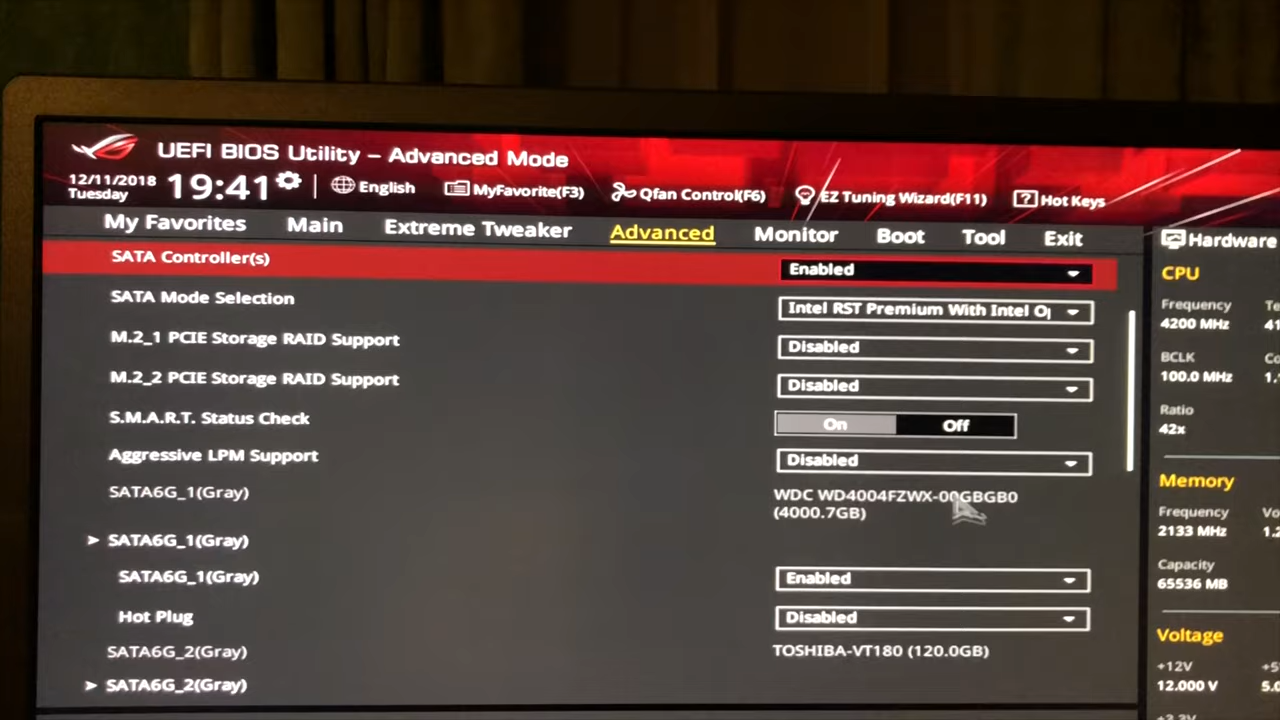 UEFI BIOS Utility – Advanced Mode
12/11/2018
Tuesday
19:41
English
MyFavorite(F3)
Qfan Control(F6)
EZ Tuning Wizard(F11)
? Hot Keys
My Favorites Main Extreme Tweaker Advanced Monitor Boot Tool Exit
SATA Controller(s) Enabled
SATA Mode Selection Intel RST Premium With Intel O
M.2_1 PCIE Storage RAID Support Disabled
M.2_2 PCIE Storage RAID Support Disabled
S.M.A.R.T. Status Check On Off
Aggressive LPM Support Disabled
SATA6G_1(Gray) WDC WD4004FZWX-00GBGB0
(4000.7GB)
SATA6G_1(Gray)
SATA6G_1(Gray) Enabled
Hot Plug Disabled
SATA6G_2(Gray) TOSHIBA-VT180 (120.0GB)
SATA6G_2(Gray)
Hardware
CPU
Frequency
4200 MHz
BCLK
100.0 MHz
Ratio
42x
Memory
Frequency
2133 MHz
Capacity
65536 MB
Voltage
+12V
12.000 V